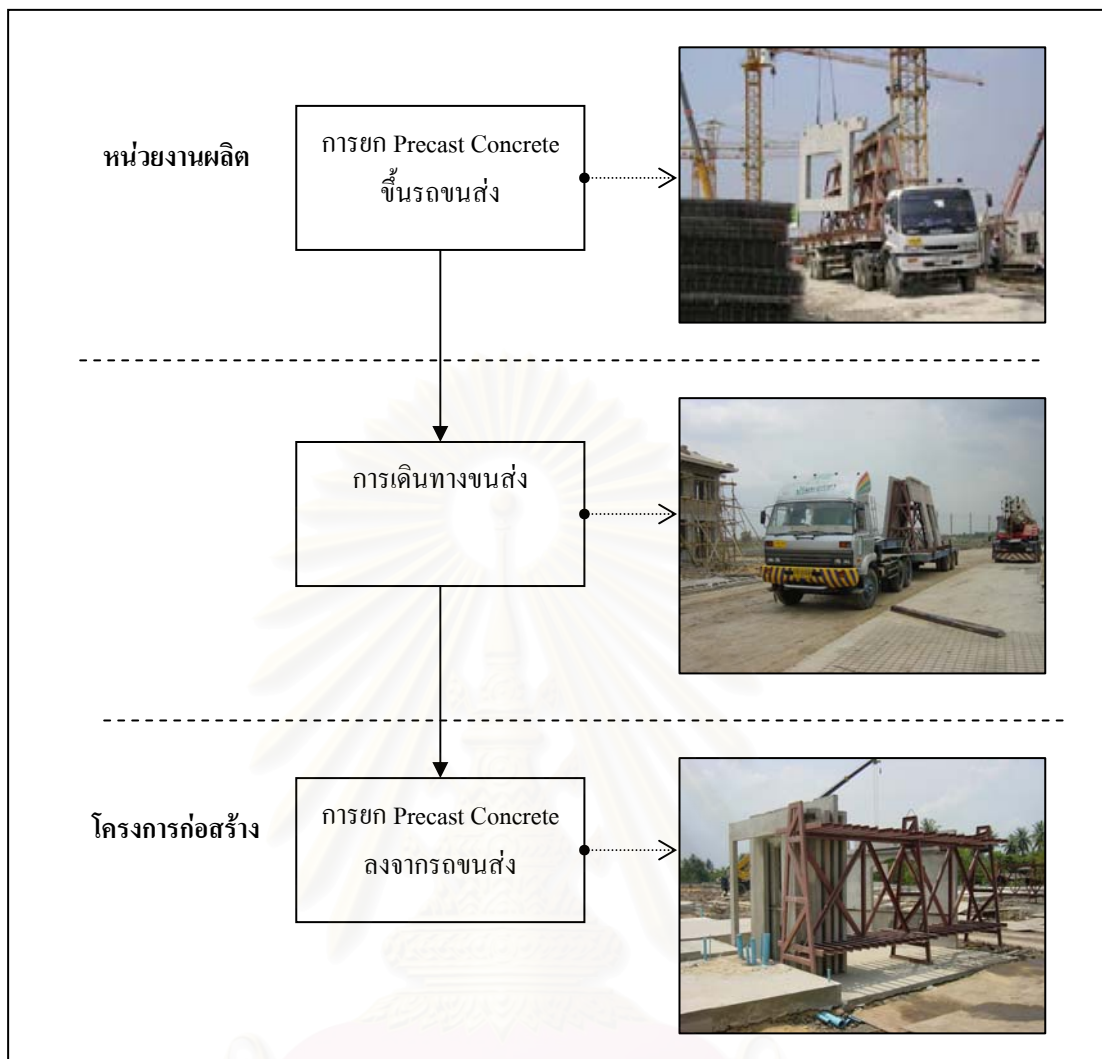 หน่วยงานผลิต
การยก Precast Concrete
ขึ้นรถขนส่ง
การเดินทางขนส่ง
โครงการก่อสร้าง
การยก Precast Concrete
ลงจากรถขนส่ง